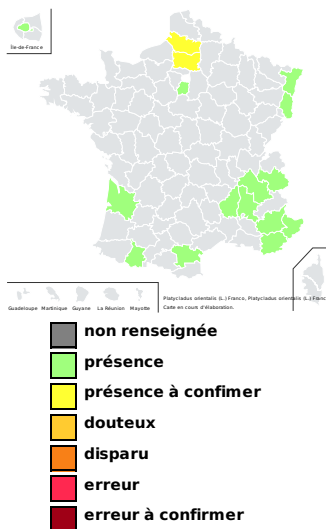 Île-de-France
Guadeloupe Martinique Guyane La Réunion Mayotte
Platycladus orientalis (L.) Franco, Platycladus orientalis (L.) Franc
Carte en cours d'élaboration.
non renseignée
présence
présence à confimer
douteux
disparu
erreur
erreur à confirmer